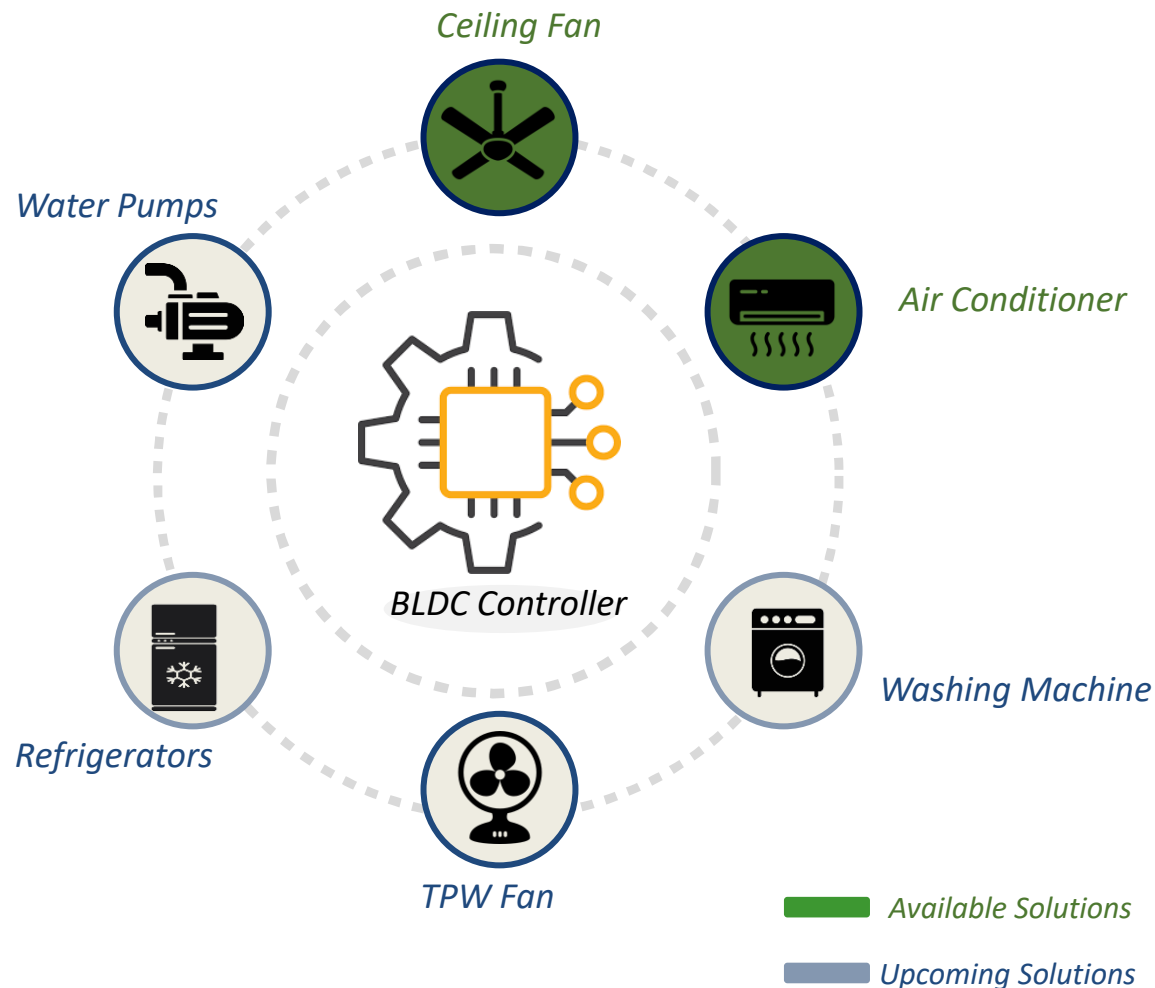 Ceiling Fan
Water Pumps
Air Conditioner
BLDC Controller
Washing Machine
Refrigerators
TPW Fan
Available Solutions
Upcoming Solutions